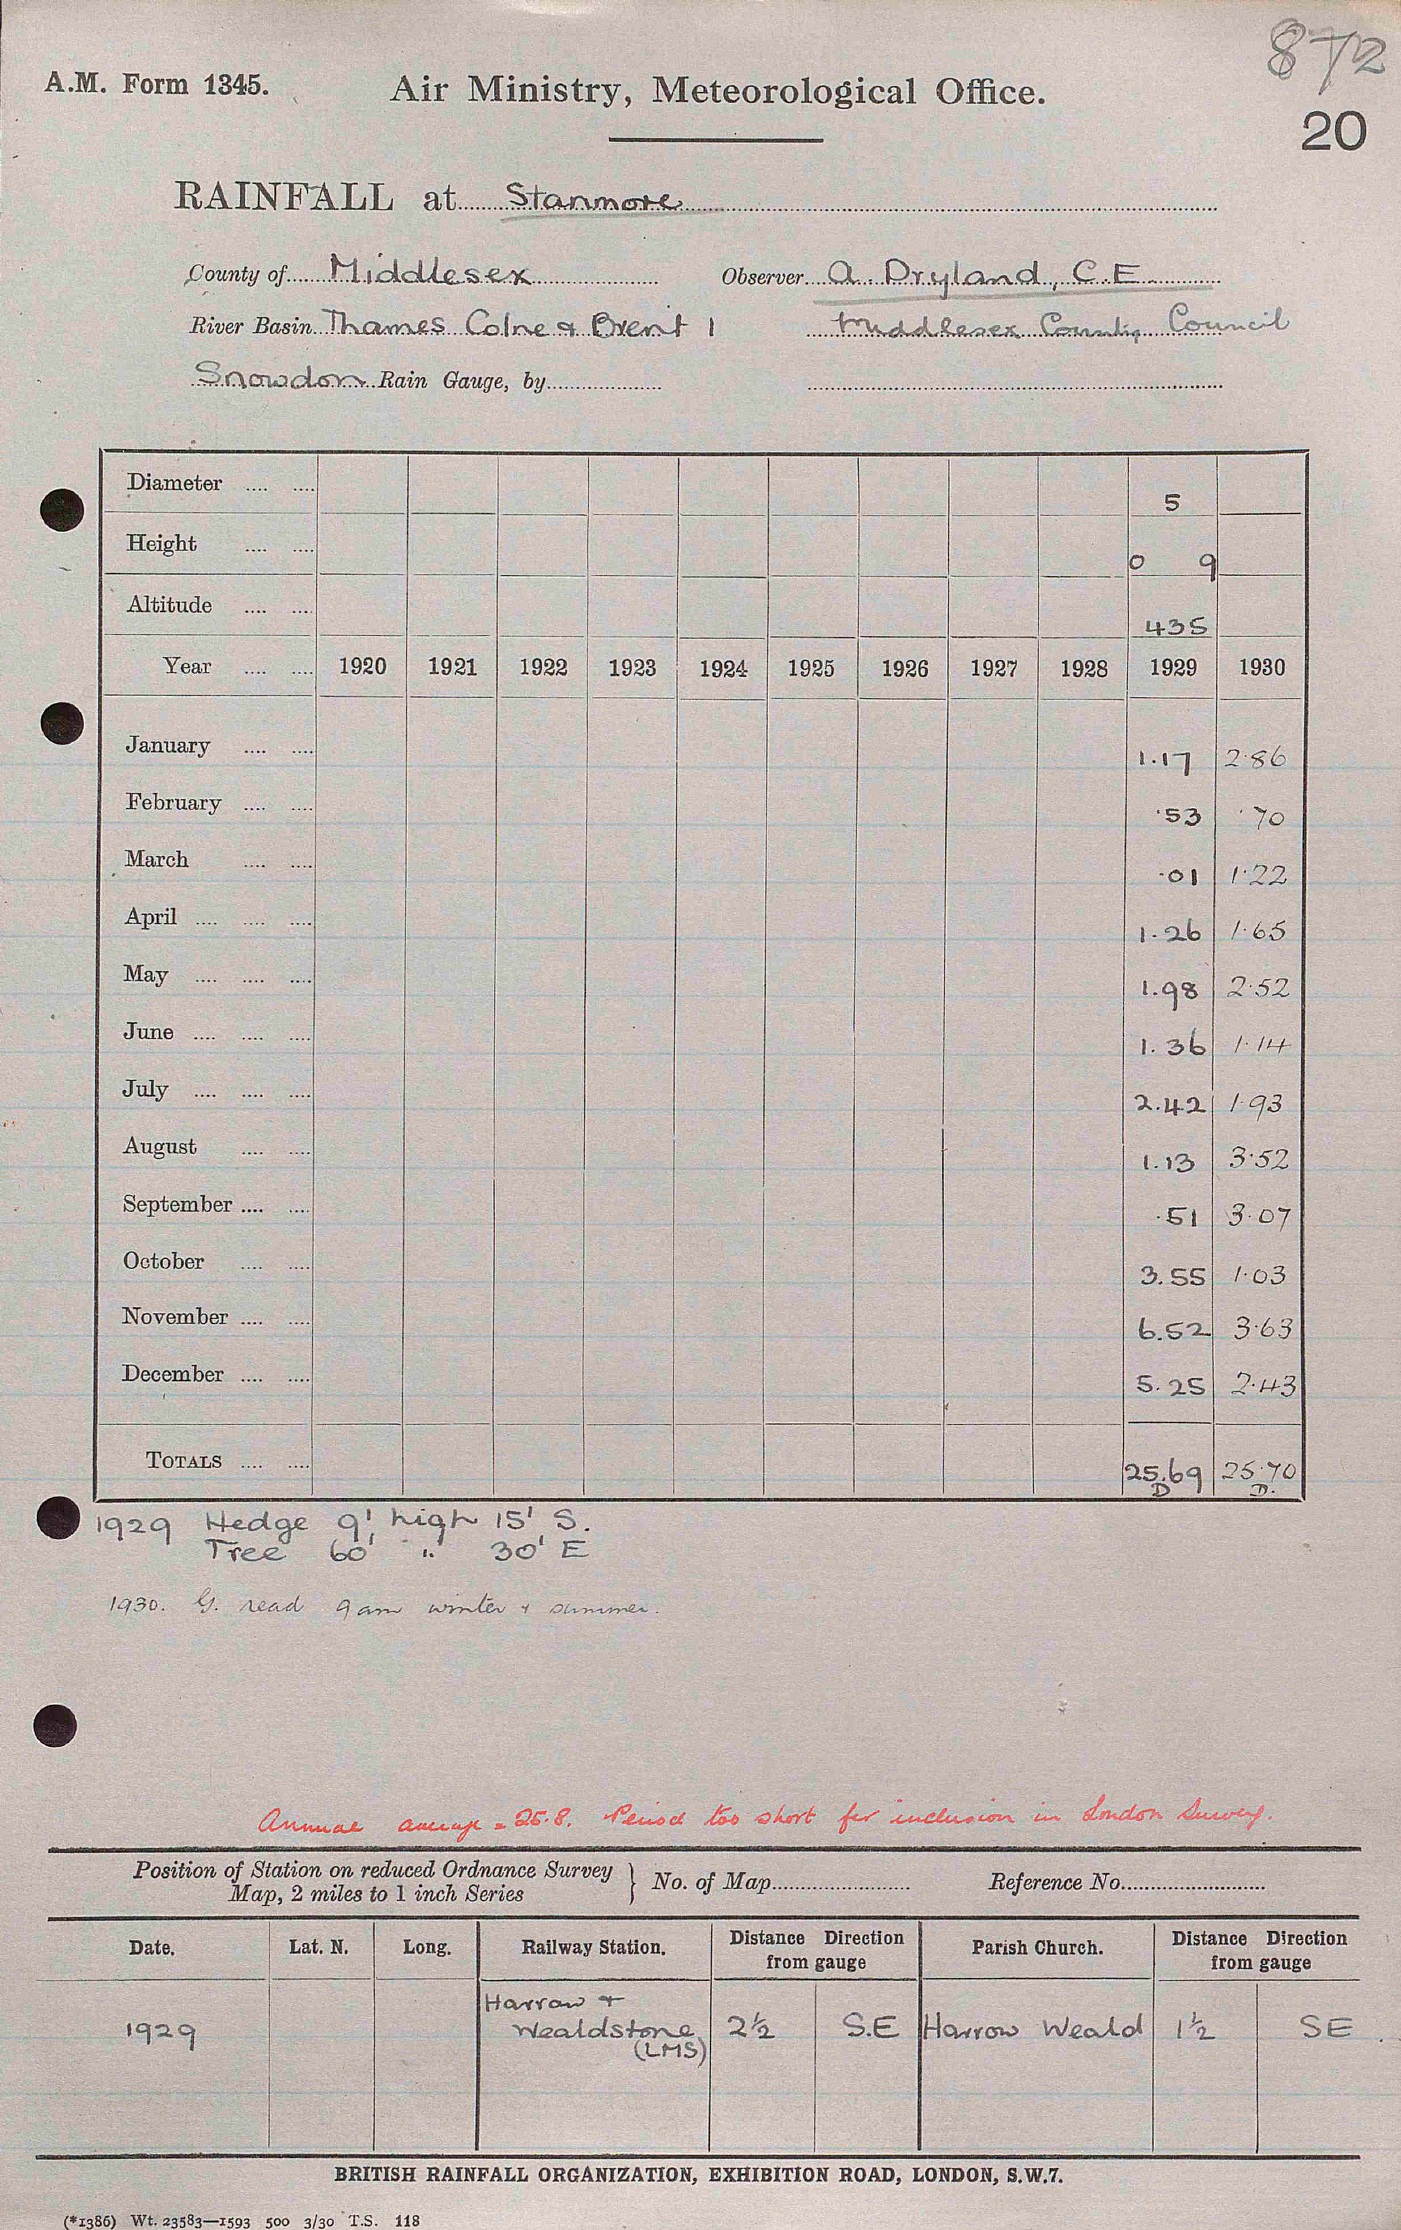 872
A.M. Form 1345.
Air Ministry, Meteorological Office.
20
RAINFALL at Stanmore
County of Middlesex Observer A. Dryland, C.E.
River Basin Thames Colne & Brent 1 Middlesex County Council
Snowdon Rain Gauge, by
Diameter .... .... 5
Height .... .... 0 9
Altitude .... .... 435
Year .... .... 1920 1921 1922 1923 1924 1925 1926 1927 1928 1929 1930
January .... .... 1.17 2.86
February .... .... .53 .70
March .... .... .01 1.22
April .... .... .... 1.26 1.65
May .... .... .... 1.98 2.52
June .... .... .... 1.36 1.14
July .... .... .... 2.42 1.93
August .... .... 1.13 3.52
September .... .... .51 3.07
October .... .... 3.55 1.03
November .... .... 6.52 3.63
December .... .... 5.25 2.43
TOTALS .... .... 25.69 25.70
D D.
1929 Hedge 9' high 15' S.
Tree 60' " 30' E
1930. G. read 9am winter & summer.
Annual average = 25.8. Period too short for inclusion in London Survey.
Position of Station on reduced Ordnance Survey
Map, 2 miles to 1 inch Series } No. of Map Reference No.
Date. Lat. N. Long. Railway Station. Distance Direction from gauge Parish Church. Distance Direction from gauge
Harrow &
1929 Wealdstone 2½ S.E Harrow Weald 1½ SE
(LMS)
BRITISH RAINFALL ORGANIZATION, EXHIBITION ROAD, LONDON, S.W.7.
(*1386) Wt. 23583—1593 500 3/30 T.S. 118